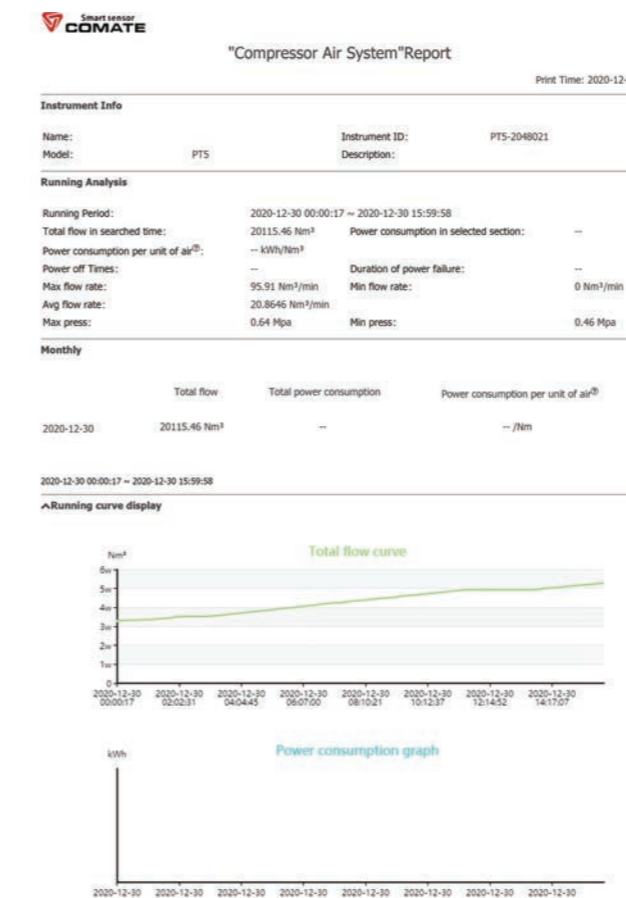 Smart sensor
COMATE
"Compressor Air System"Report
Print Time: 2020-12-
Instrument Info
Name: Instrument ID: PT5-2048021
Model: PT5 Description:
Running Analysis
Running Period: 2020-12-30 00:00:17 ~ 2020-12-30 15:59:58
Total flow in searched time: 20115.46 Nm³ Power consumption in selected section: --
Power consumption per unit of air⑦: -- kWh/Nm³
Power off Times: -- Duration of power failure: --
Max flow rate: 95.91 Nm³/min Min flow rate: 0 Nm³/min
Avg flow rate: 20.8646 Nm³/min
Max press: 0.64 Mpa Min press: 0.46 Mpa
Monthly
Total flow Total power consumption Power consumption per unit of air⑦
2020-12-30 20115.46 Nm³ -- -- /Nm
2020-12-30 00:00:17 ~ 2020-12-30 15:59:58
Running curve display
Nm³ Total flow curve
6w
5w
4w
3w
2w
1w
0
2020-12-30 2020-12-30 2020-12-30 2020-12-30 2020-12-30 2020-12-30 2020-12-30 2020-12-30
00:00:17 02:02:31 04:04:45 06:07:00 08:10:21 10:12:37 12:14:52 14:17:07
kWh Power consumption graph
2020-12-30 2020-12-30 2020-12-30 2020-12-30 2020-12-30 2020-12-30 2020-12-30 2020-12-30